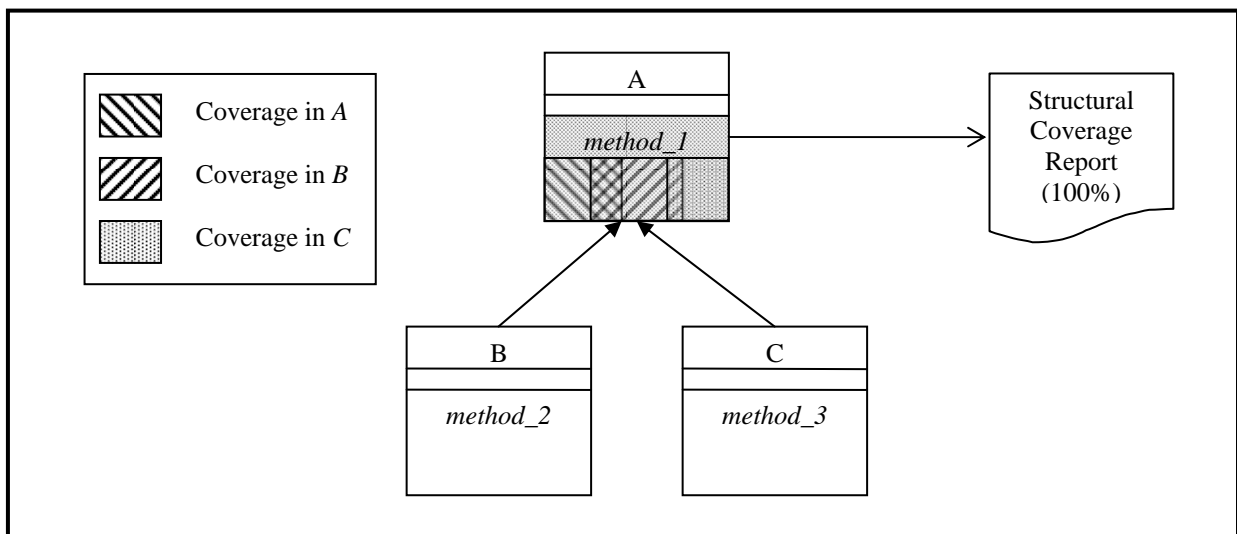 Coverage in A
Coverage in B
Coverage in C
A
method_1
Structural
Coverage
Report
(100%)
B
method_2
C
method_3